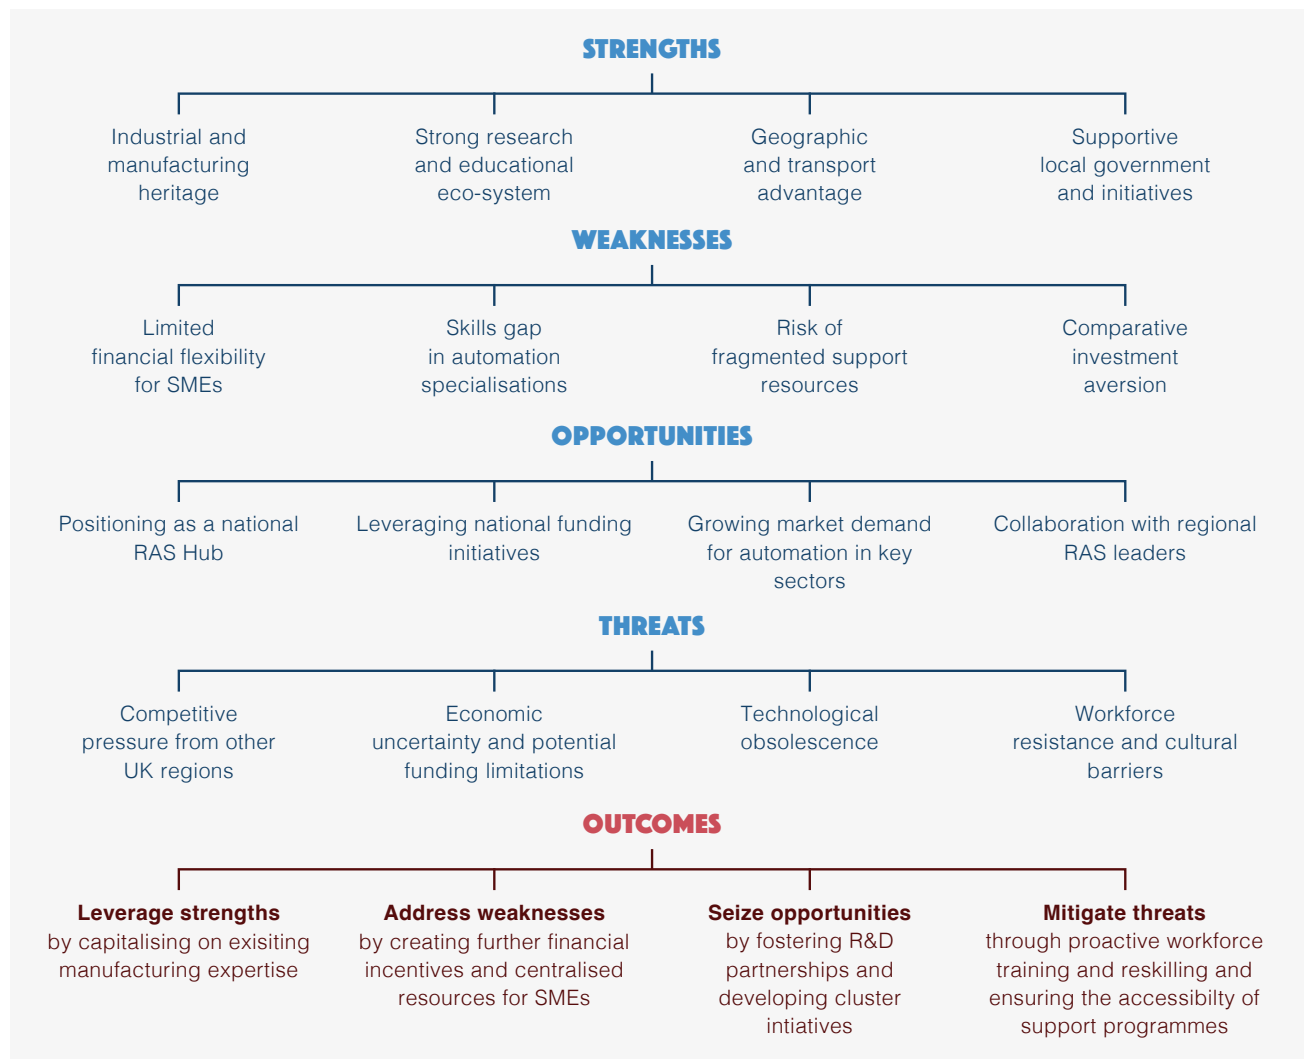 STRENGTHS
Industrial and
manufacturing
heritage
Strong research
and educational
eco-system
Geographic
and transport
advantage
Supportive
local government
and initiatives
WEAKNESSES
Limited
financial flexibility
for SMEs
Skills gap
in automation
specialisations
Risk of
fragmented support
resources
Comparative
investment
aversion
OPPORTUNITIES
Positioning as a national
RAS Hub
Leveraging national funding
initiatives
Growing market demand
for automation in key
sectors
Collaboration with regional
RAS leaders
THREATS
Competitive
pressure from other
UK regions
Economic
uncertainty and potential
funding limitations
Technological
obsolescence
Workforce
resistance and cultural
barriers
OUTCOMES
Leverage strengths
by capitalising on exisiting
manufacturing expertise
Address weaknesses
by creating further financial
incentives and centralised
resources for SMEs
Seize opportunities
by fostering R&D
partnerships and
developing cluster
intiatives
Mitigate threats
through proactive workforce
training and reskilling and
ensuring the accessibilty of
support programmes